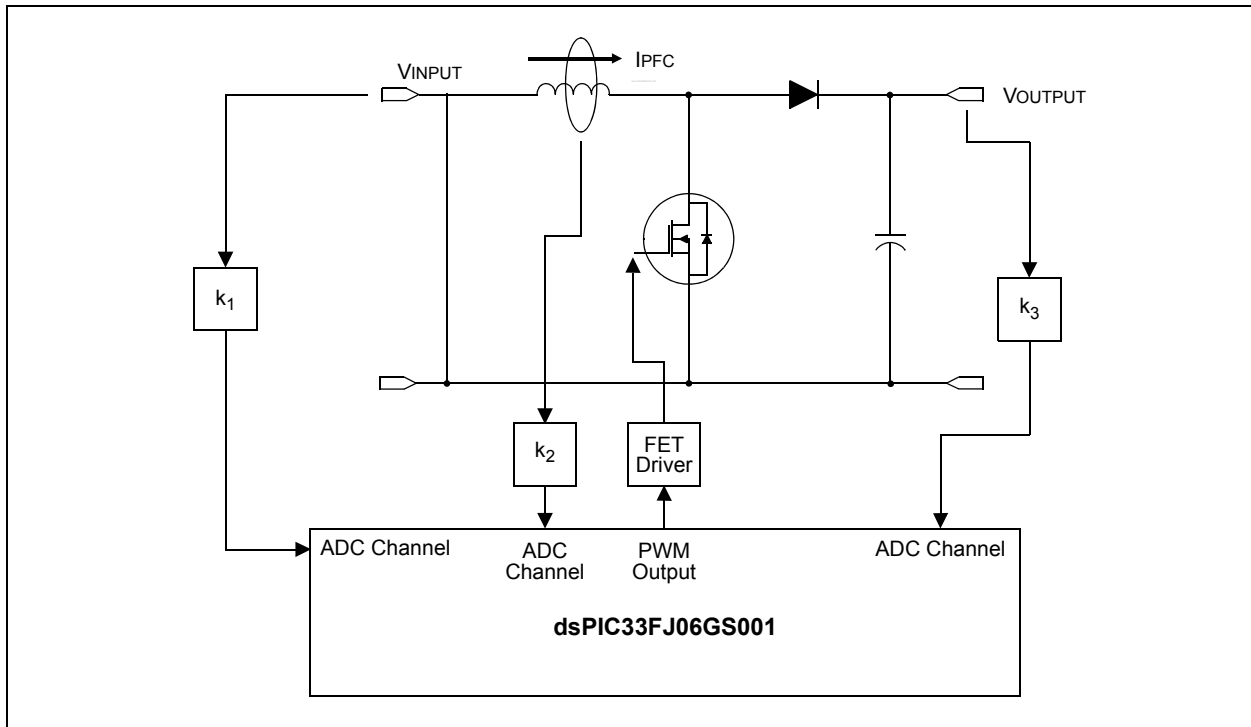 IPFC
VINPUT
VOUTPUT
k1
k3
k2
FET
Driver
ADC Channel
ADC
Channel
PWM
Output
ADC Channel
dsPIC33FJ06GS001